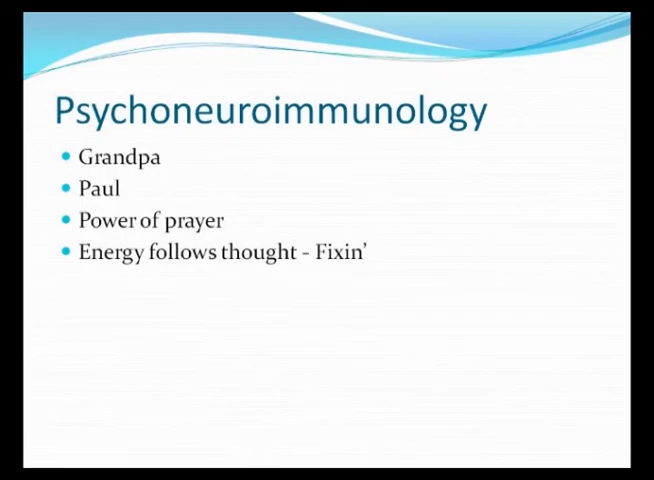 Psychoneuroimmunology
Grandpa
Paul
Power of prayer
Energy follows thought - Fixin’